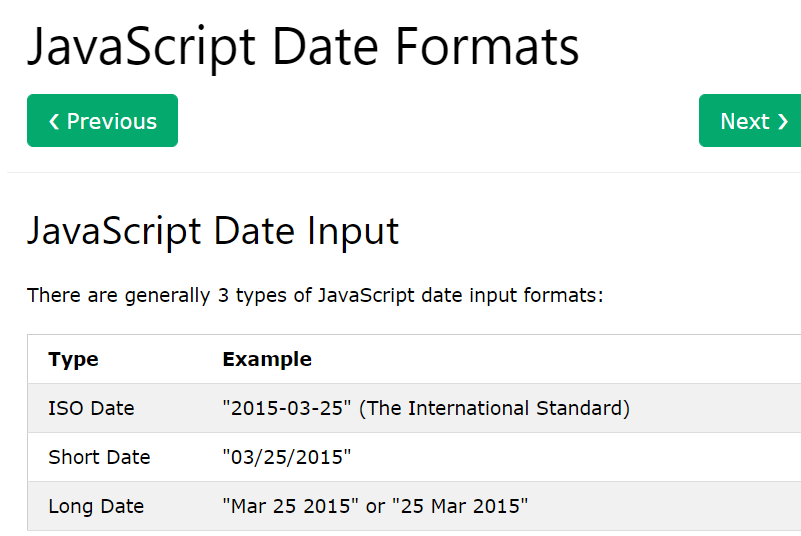 JavaScript Date Formats
❮ Previous
Next ❯
JavaScript Date Input
There are generally 3 types of JavaScript date input formats:
Type Example
ISO Date "2015-03-25" (The International Standard)
Short Date "03/25/2015"
Long Date "Mar 25 2015" or "25 Mar 2015"